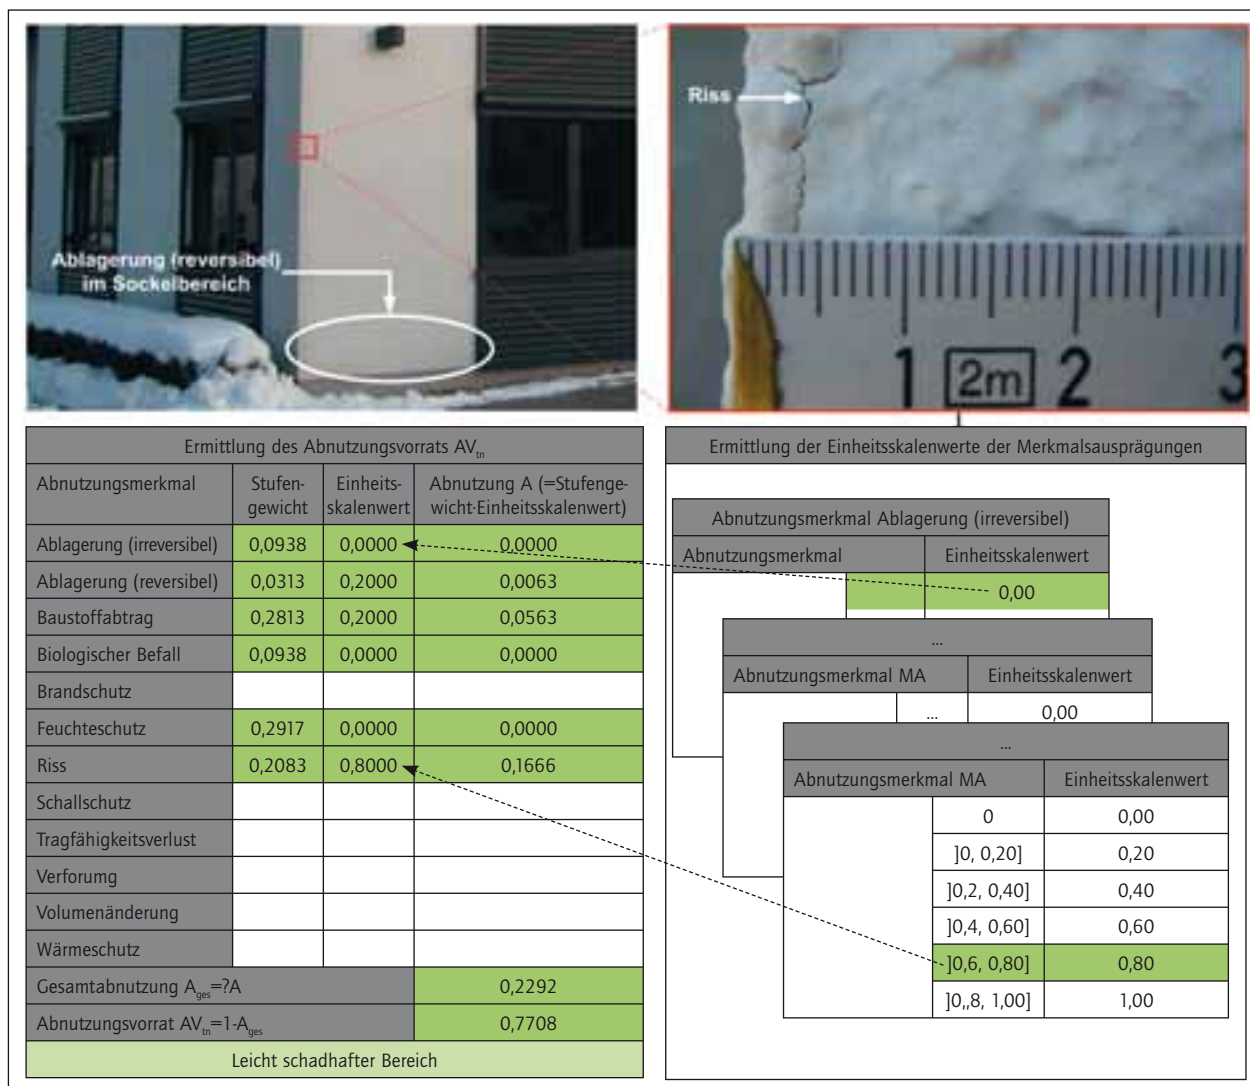 Ablagerung (reversibel)
im Sockelbereich
Riss
1 2m 2 3
Ermittlung des Abnutzungsvorrats AVtn
Abnutzungsmerkmal Stufen-gewicht Einheits-skalenwert Abnutzung A (=Stufenge-wicht·Einheitsskalenwert)
Ablagerung (irreversibel) 0,0938 0,0000 0,0000
Ablagerung (reversibel) 0,0313 0,2000 0,0063
Baustoffabtrag 0,2813 0,2000 0,0563
Biologischer Befall 0,0938 0,0000 0,0000
Brandschutz
Feuchteschutz 0,2917 0,0000 0,0000
Riss 0,2083 0,8000 0,1666
Schallschutz
Tragfähigkeitsverlust
Verforumg
Volumenänderung
Wärmeschutz
Gesamtabnutzung Ages=?A 0,2292
Abnutzungsvorrat AVtn=1-Ages 0,7708
Leicht schadhafter Bereich
Ermittlung der Einheitsskalenwerte der Merkmalsausprägungen
Abnutzungsmerkmal Ablagerung (irreversibel)
Abnutzungsmerkmal Einheitsskalenwert
0,00
...
Abnutzungsmerkmal MA Einheitsskalenwert
... 0,00
...
Abnutzungsmerkmal MA Einheitsskalenwert
0 0,00
]0, 0,20] 0,20
]0,2, 0,40] 0,40
]0,4, 0,60] 0,60
]0,6, 0,80] 0,80
]0,,8, 1,00] 1,00